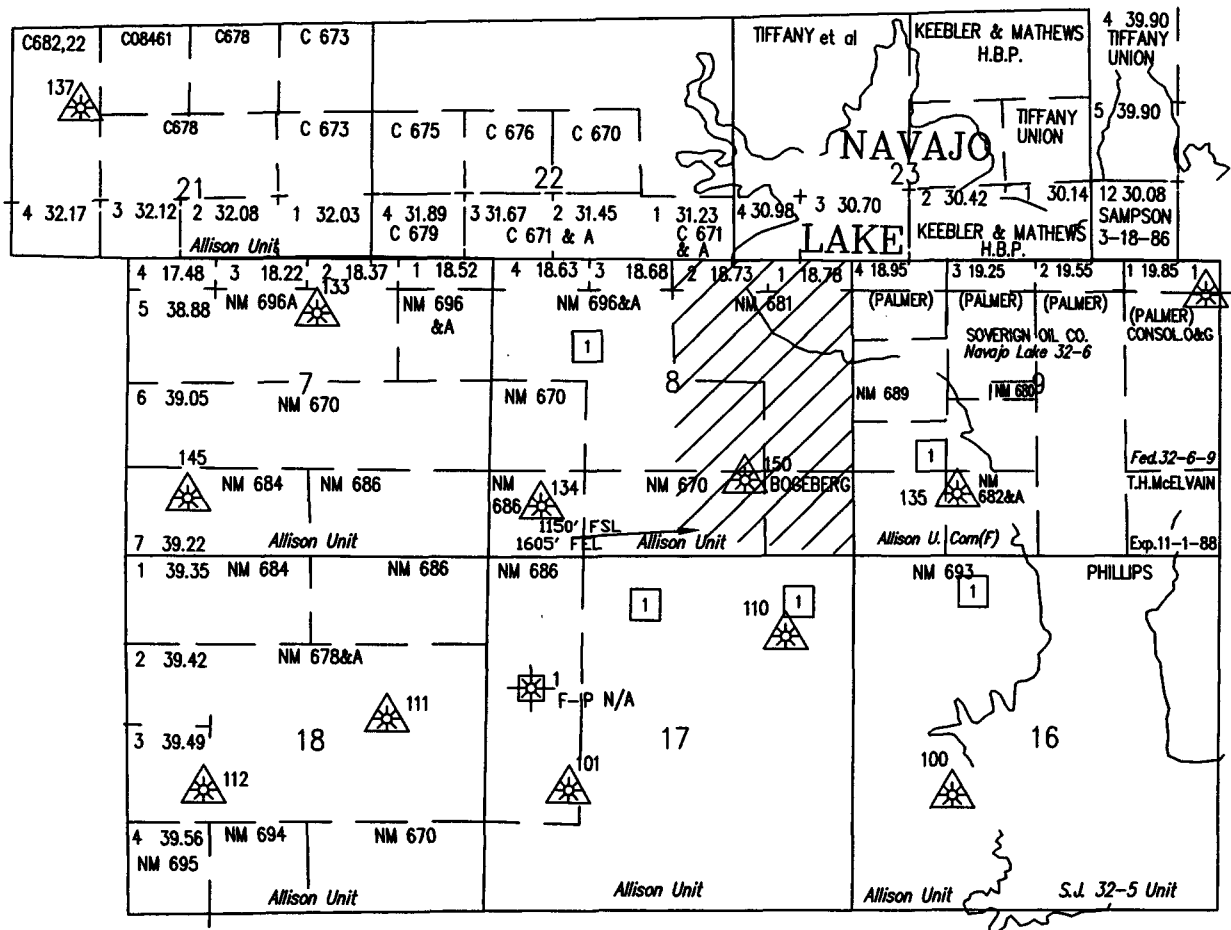 C682,22 C08461 C678 C 673 TIFFANY et al KEEBLER & MATHEWS 4 39.90
H.B.P. TIFFANY
UNION
137
C678 C 673 C 675 C 676 C 670 TIFFANY 5 39.90
UNION
NAVAJO
21 22 23
4 32.17 3 32.12 2 32.08 1 32.03 4 31.89 3 31.67 2 31.45 1 31.23 4 30.98 3 30.70 2 30.42 1 30.14 12 30.08
C 679 C 671 & A C 671 SAMPSON
& A
Allison Unit LAKE KEEBLER & MATHEWS 3-18-86
H.B.P.
4 17.48 3 18.22 2 18.37 1 18.52 4 18.63 3 18.68 2 18.73 1 18.78 4 18.95 3 19.25 2 19.55 1 19.85 1
5 38.88 NM 696A 133 NM 696 NM 696&A NM 681 (PALMER) (PALMER) (PALMER) (PALMER)
&A SOVERIGN OIL CO. CONSOL.O&G
1 Navajo Lake 32-6
7 8 9
6 39.05 NM 670 NM 670 NM 689 NM 680
145 1 Fed.32-6-9
NM 684 NM 686 NM 134 NM 670 150 NM T.H.McELVAIN
686 BOGEBERG 135 682&A
1150' FSL
7 39.22 Allison Unit 1605' FEL Allison Unit Allison U. Com(F) Exp.11-1-88
1 39.35 NM 684 NM 686 NM 686 NM 693 PHILLIPS
1 1 1
110
2 39.42 NM 678&A
1
F-P N/A
111
3 39.49 18 17 16
112 101 100
4 39.56 NM 694 NM 670
NM 695
Allison Unit Allison Unit Allison Unit S.J. 32-5 Unit